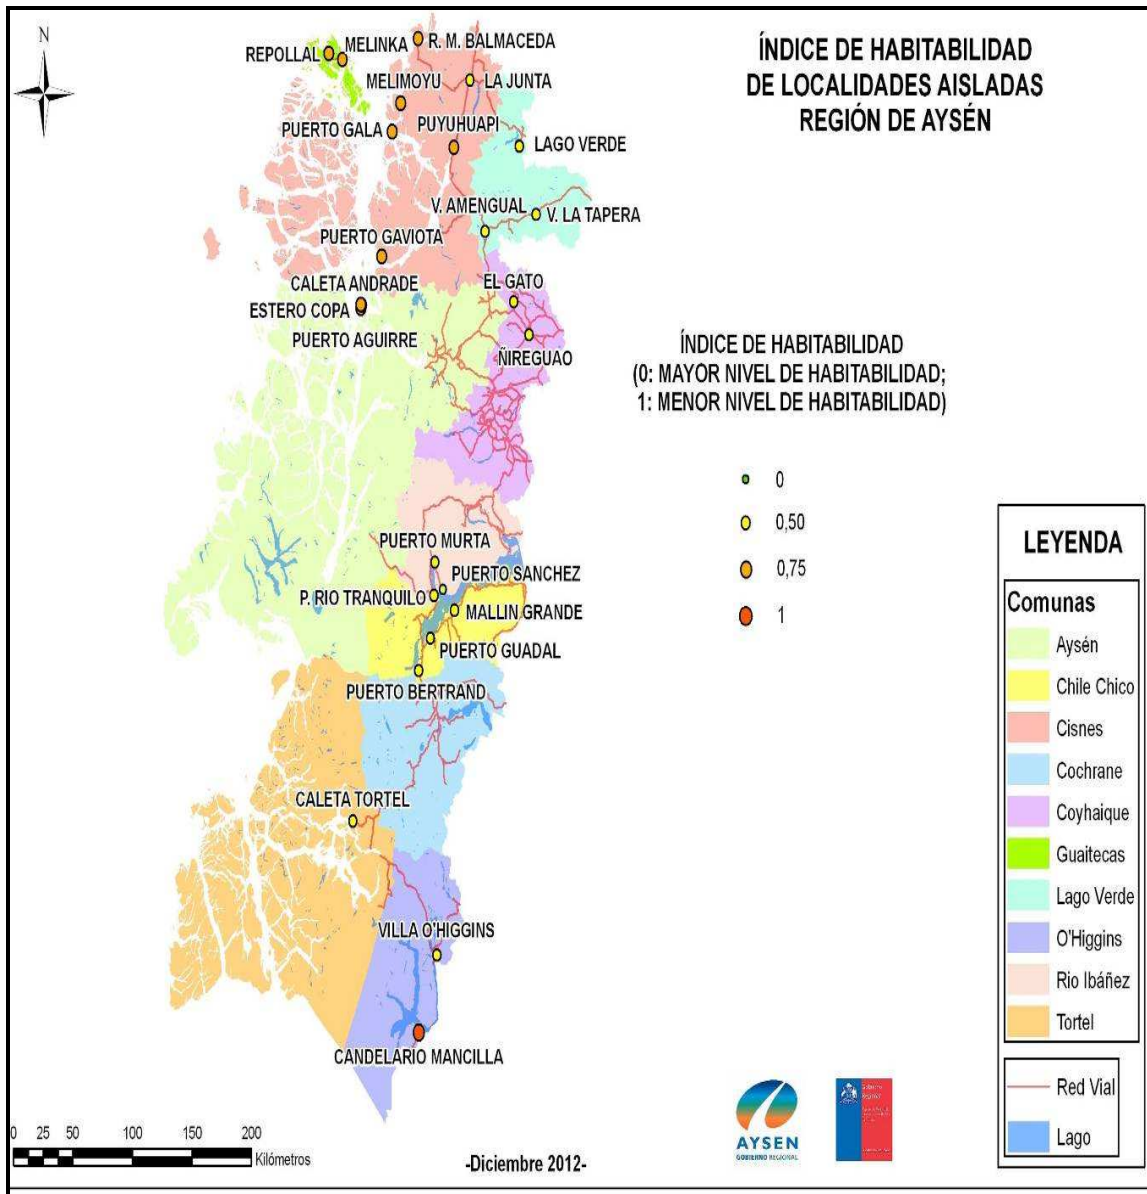 ÍNDICE DE HABITABILIDAD
DE LOCALIDADES AISLADAS
REGIÓN DE AYSÉN
N
REPOLLAL
MELINKA
R. M. BALMACEDA
MELIMOYU
LA JUNTA
PUERTO GALA
PUYUHUAPI
LAGO VERDE
V. AMENGUAL
V. LA TAPERA
PUERTO GAVIOTA
CALETA ANDRADE
EL GATO
ESTERO COPA
PUERTO AGUIRRE
ÑIREGUAO
ÍNDICE DE HABITABILIDAD
(0: MAYOR NIVEL DE HABITABILIDAD;
1: MENOR NIVEL DE HABITABILIDAD)
0
0,50
0,75
1
PUERTO MURTA
PUERTO SANCHEZ
P. RIO TRANQUILO
MALLIN GRANDE
PUERTO GUADAL
PUERTO BERTRAND
CALETA TORTEL
VILLA O'HIGGINS
CANDELARIO MANCILLA
LEYENDA
Comunas
Aysén
Chile Chico
Cisnes
Cochrane
Coyhaique
Guaitecas
Lago Verde
O'Higgins
Rio Ibáñez
Tortel
Red Vial
Lago
0 25 50 100 150 200
Kilómetros
-Diciembre 2012-
AYSEN
GOBIERNO REGIONAL
Gobierno
Regional